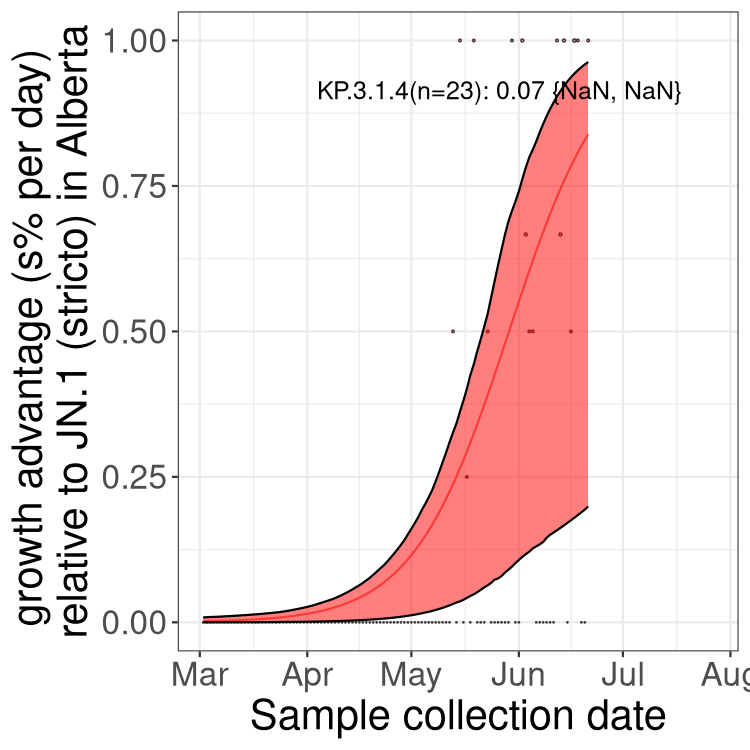 growth advantage (s% per day)
relative to JN.1 (stricto) in Alberta
1.00
0.75
0.50
0.25
0.00
KP.3.1.4(n=23): 0.07 {NaN, NaN}
Mar Apr May Jun Jul Aug
Sample collection date